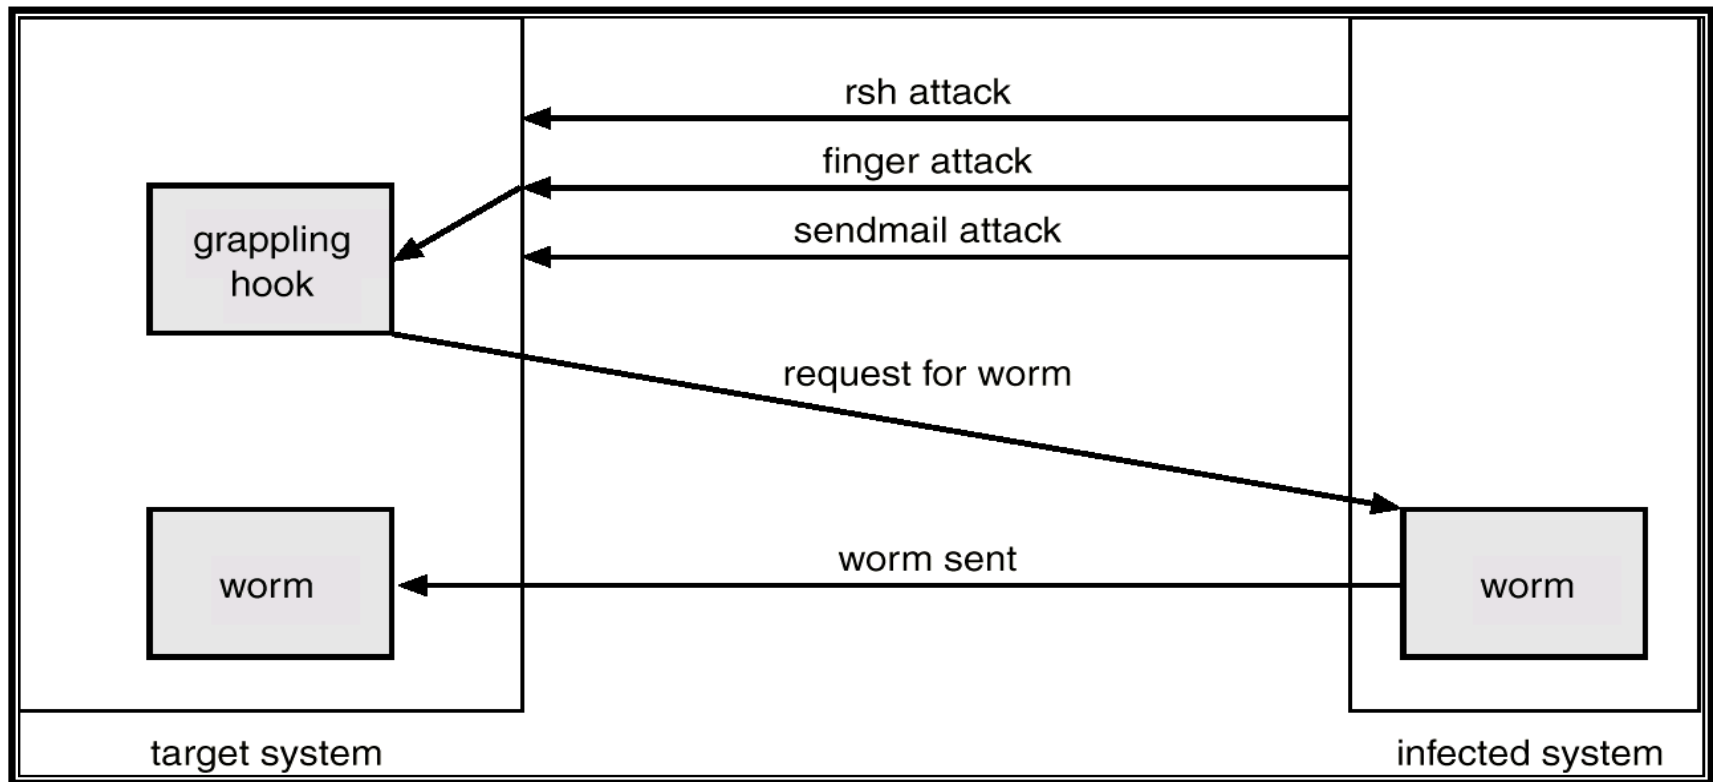 rsh attack
finger attack
sendmail attack
grappling
hook
request for worm
worm sent
worm
worm
target system
infected system